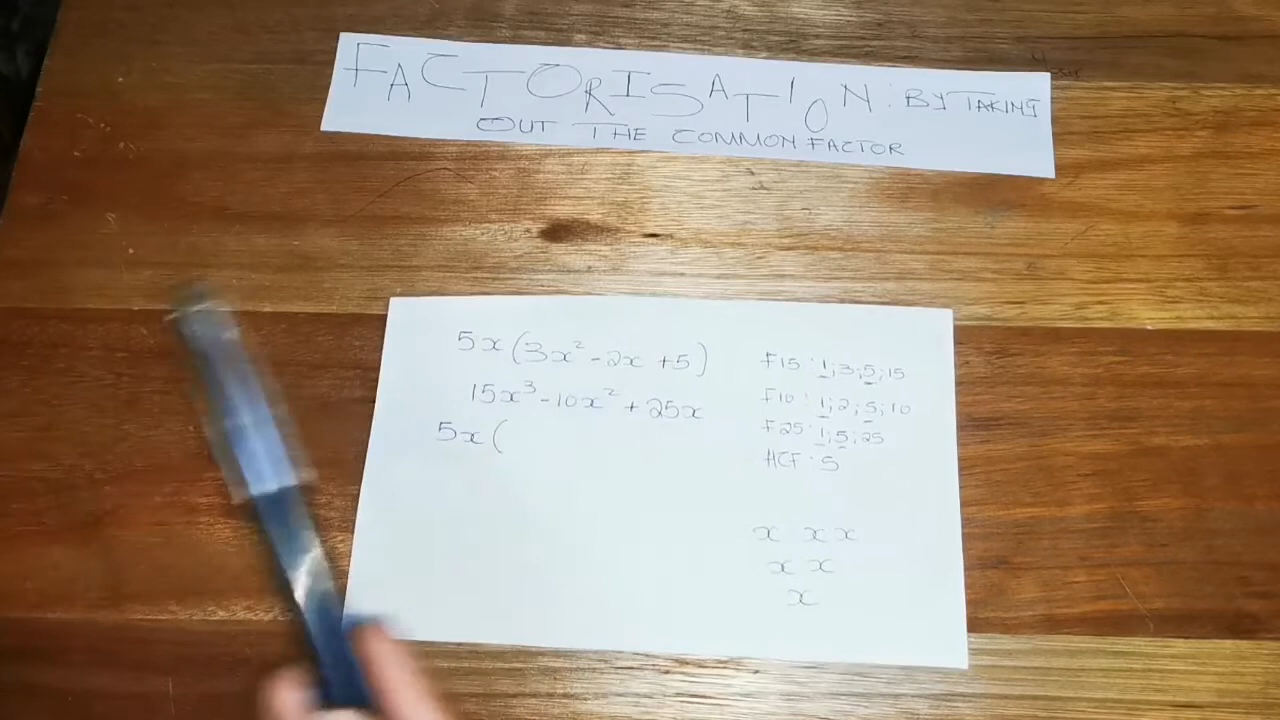 FACTORISATION: BY TAKING
OUT THE COMMON FACTOR
5x(3x²-2x+5)
15x³-10x²+25x
5x(
F15: 1;3;5;15
F10: 1;2;5;10
F25: 1;5;25
HCF: 5
x x x
x x
x